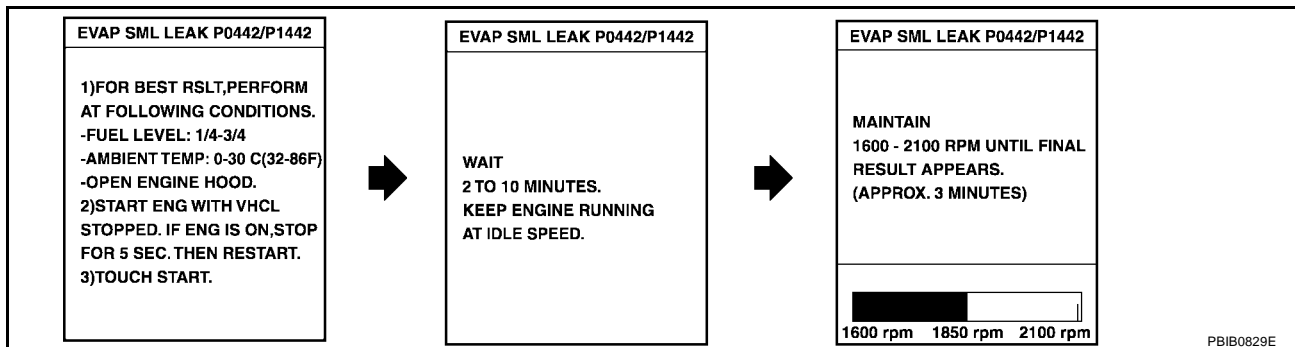 EVAP SML LEAK P0442/P1442
1)FOR BEST RSLT,PERFORM
AT FOLLOWING CONDITIONS.
-FUEL LEVEL: 1/4-3/4
-AMBIENT TEMP: 0-30 C(32-86F)
-OPEN ENGINE HOOD.
2)START ENG WITH VHCL
STOPPED. IF ENG IS ON,STOP
FOR 5 SEC. THEN RESTART.
3)TOUCH START.
EVAP SML LEAK P0442/P1442
WAIT
2 TO 10 MINUTES.
KEEP ENGINE RUNNING
AT IDLE SPEED.
EVAP SML LEAK P0442/P1442
MAINTAIN
1600 - 2100 RPM UNTIL FINAL
RESULT APPEARS.
(APPROX. 3 MINUTES)
1600 rpm 1850 rpm 2100 rpm
PBIB0829E